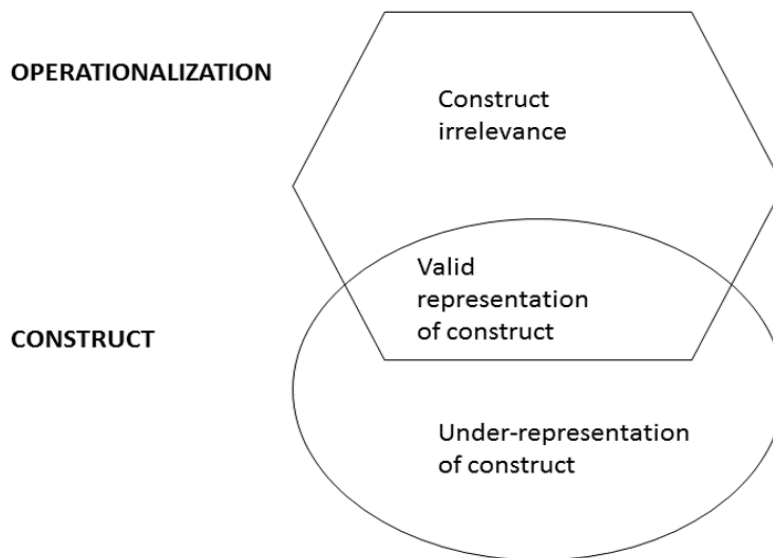 OPERATIONALIZATION
Construct
irrelevance
Valid
representation
of construct
CONSTRUCT
Under-representation
of construct